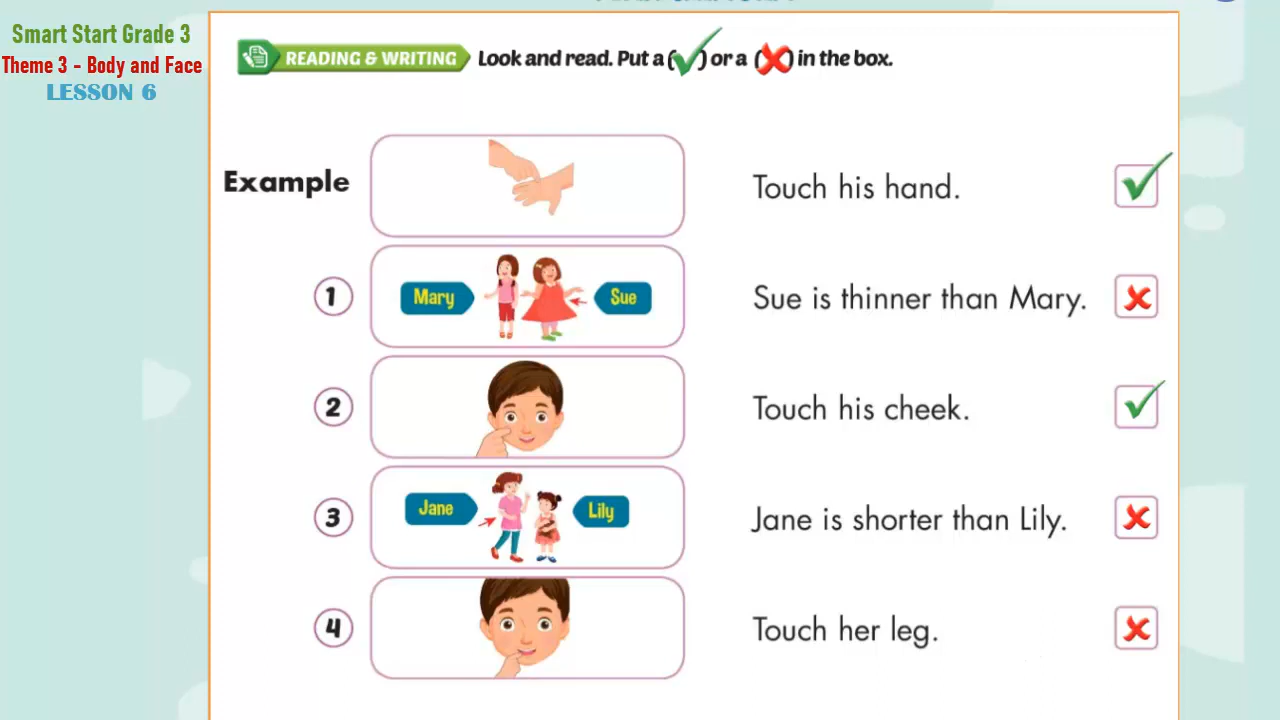 Smart Start Grade 3
Theme 3 - Body and Face
LESSON 6
READING & WRITING Look and read. Put a (✓) or a (✗) in the box.
Example Touch his hand. ✓
1 Mary Sue Sue is thinner than Mary. ✗
2 Touch his cheek. ✓
3 Jane Lily Jane is shorter than Lily. ✗
4 Touch her leg. ✗